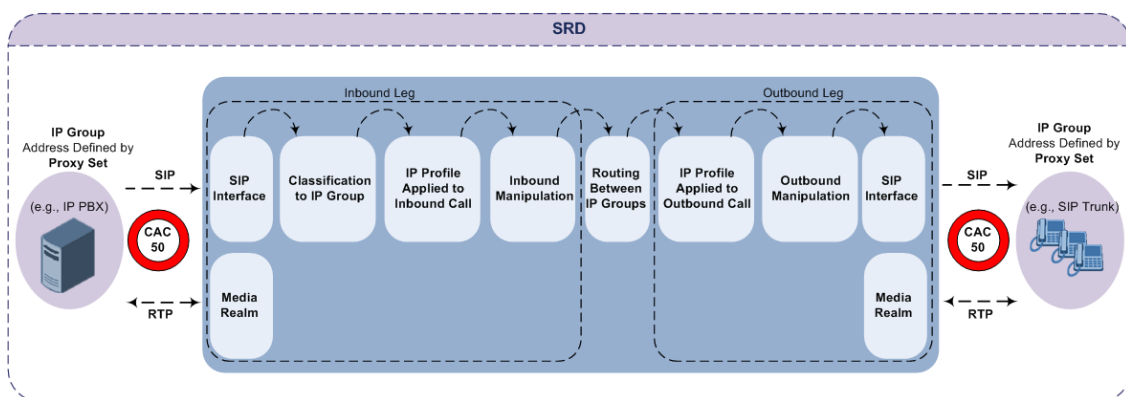 SRD
Inbound Leg
Outbound Leg
IP Group
Address Defined by
Proxy Set
(e.g., IP PBX)
SIP
CAC
50
RTP
SIP
Interface
Classification
to IP Group
IP Profile
Applied to
Inbound Call
Inbound
Manipulation
Routing
Between
IP Groups
IP Profile
Applied to
Outbound Call
Outbound
Manipulation
SIP
Interface
Media
Realm
Media
Realm
IP Group
Address Defined by
Proxy Set
SIP
(e.g., SIP Trunk)
CAC
50
RTP